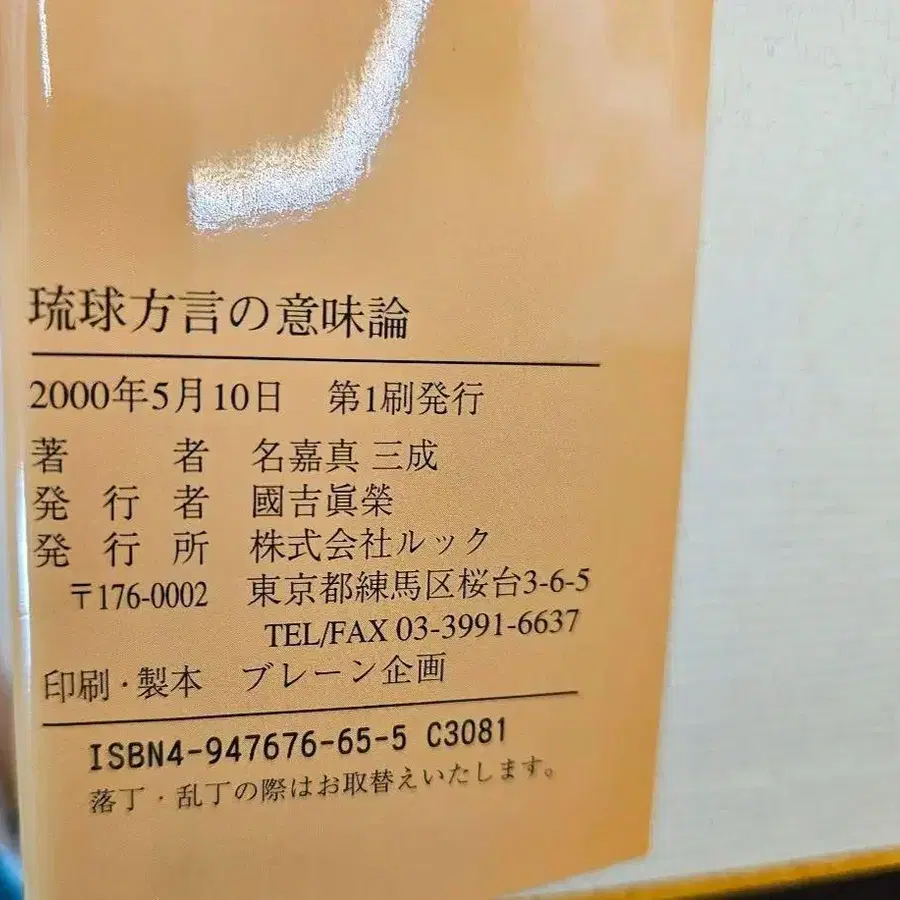 琉球方言の意味論
2000年5月10日 第1刷発行
著者 名嘉真 三成
発行者 國吉眞榮
発行所 株式会社ルック
〒176-0002 東京都練馬区桜台3-6-5
TEL/FAX 03-3991-6637
印刷・製本 ブレーン企画
ISBN4-947676-65-5 C3081
落丁・乱丁の際はお取替えいたします。